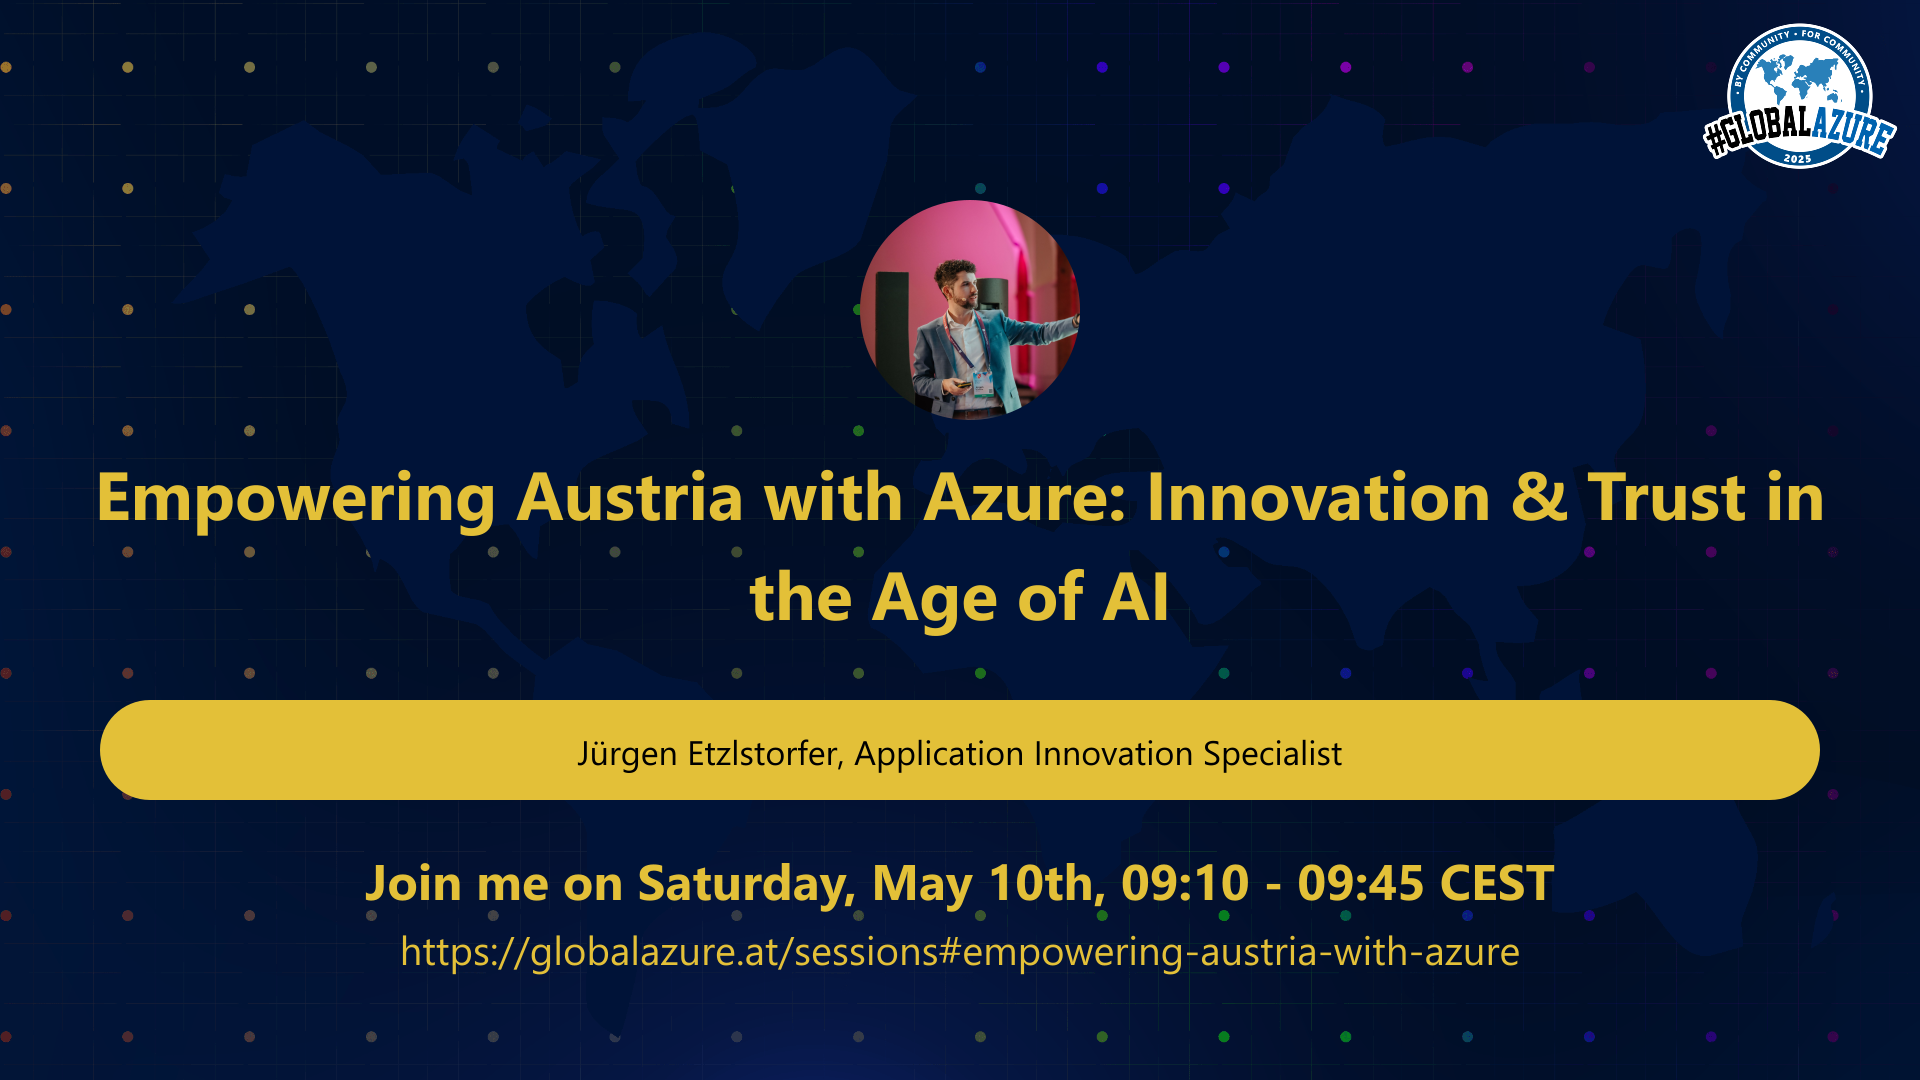 • BY COMMUNITY • FOR COMMUNITY •
#GLOBALAZURE
2025
Empowering Austria with Azure: Innovation & Trust in
the Age of AI
Jürgen Etzlstorfer, Application Innovation Specialist
Join me on Saturday, May 10th, 09:10 - 09:45 CEST
https://globalazure.at/sessions#empowering-austria-with-azure